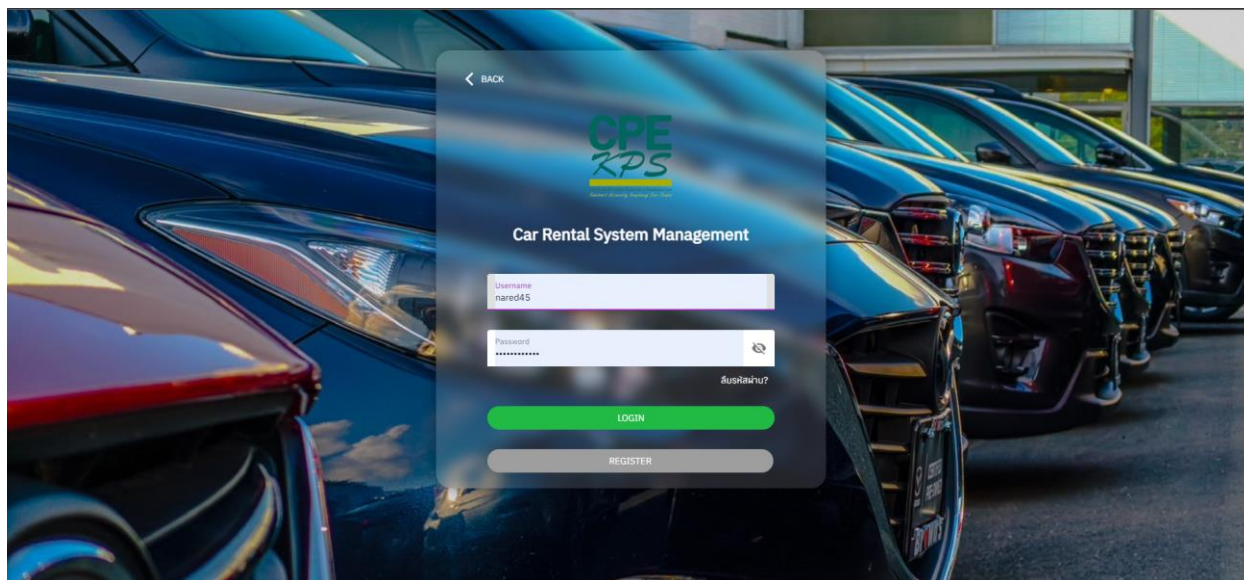 BACK
CPE
KPS
Car Rental System Management
Username
nared45
Password
••••••••••••
ลืมรหัสผ่าน?
LOGIN
REGISTER